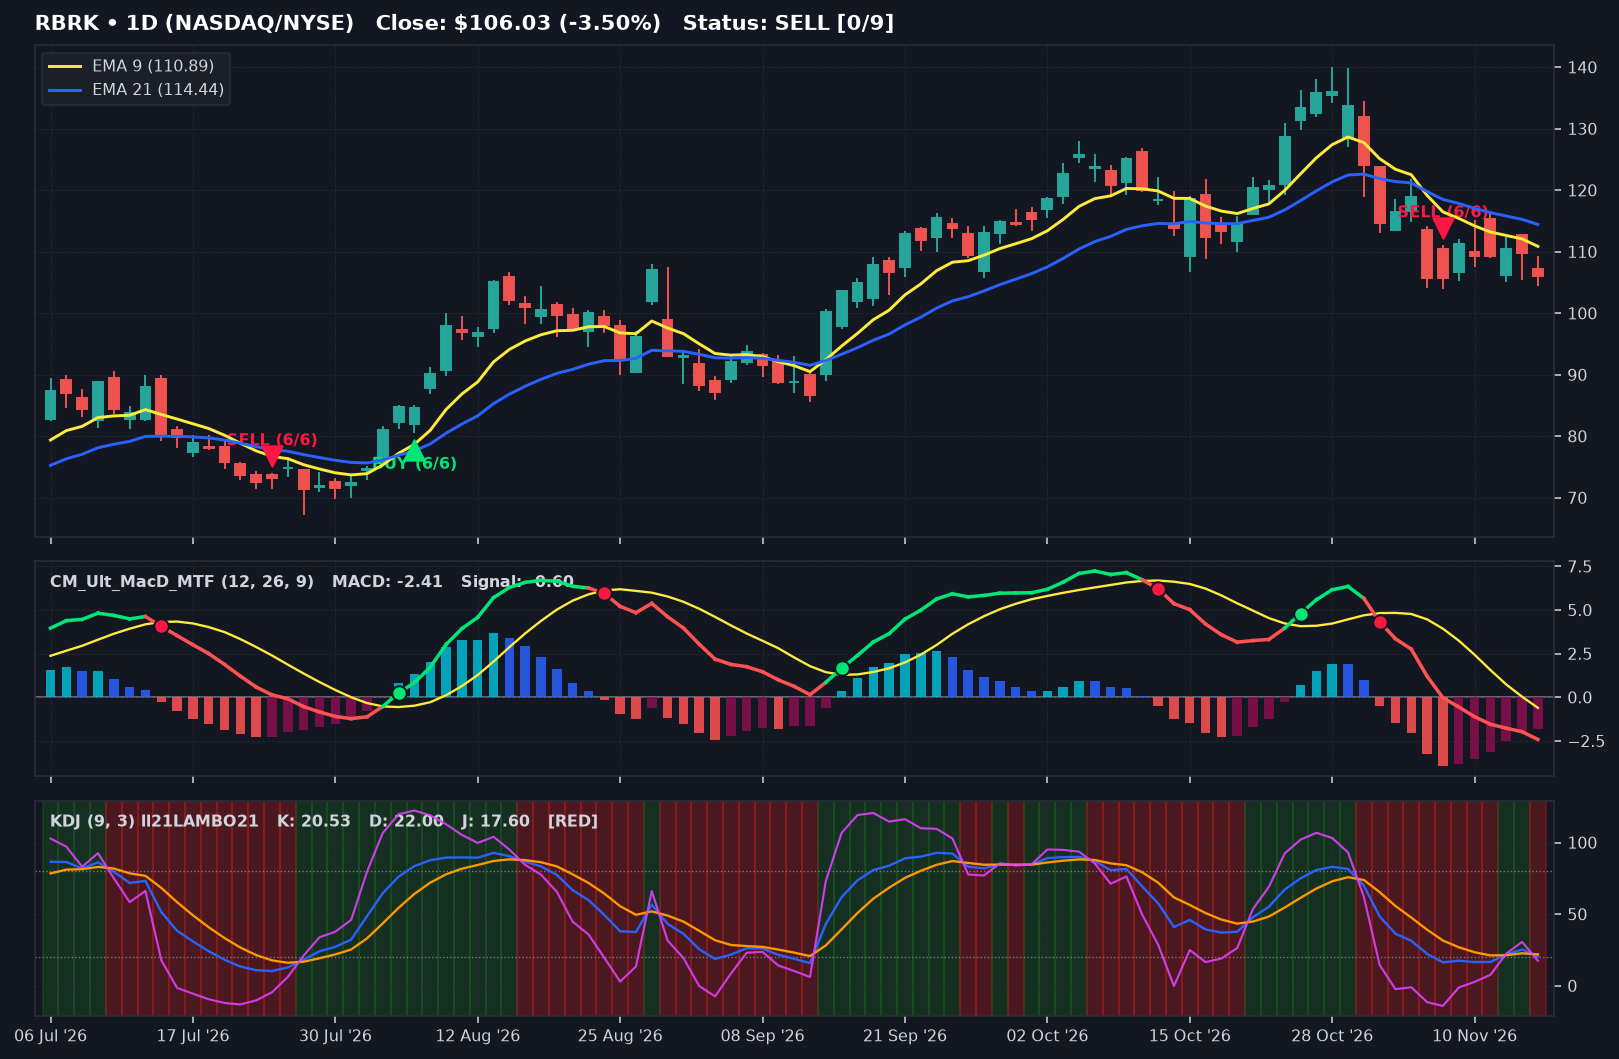 RBRK • 1D (NASDAQ/NYSE)   Close: $106.03 (-3.50%)   Status: SELL [0/9]
EMA 9 (110.89)
EMA 21 (114.44)
140
130
120
110
100
90
80
70
SELL (6/6)
BUY (6/6)
SELL (6/6)
CM_Ult_MacD_MTF (12, 26, 9)   MACD: -2.41   Signal: -0.60
7.5
5.0
2.5
0.0
−2.5
KDJ (9, 3) II21LAMBO21   K: 20.53   D: 22.00   J: 17.60   [RED]
100
50
0
06 Jul '26
17 Jul '26
30 Jul '26
12 Aug '26
25 Aug '26
08 Sep '26
21 Sep '26
02 Oct '26
15 Oct '26
28 Oct '26
10 Nov '26